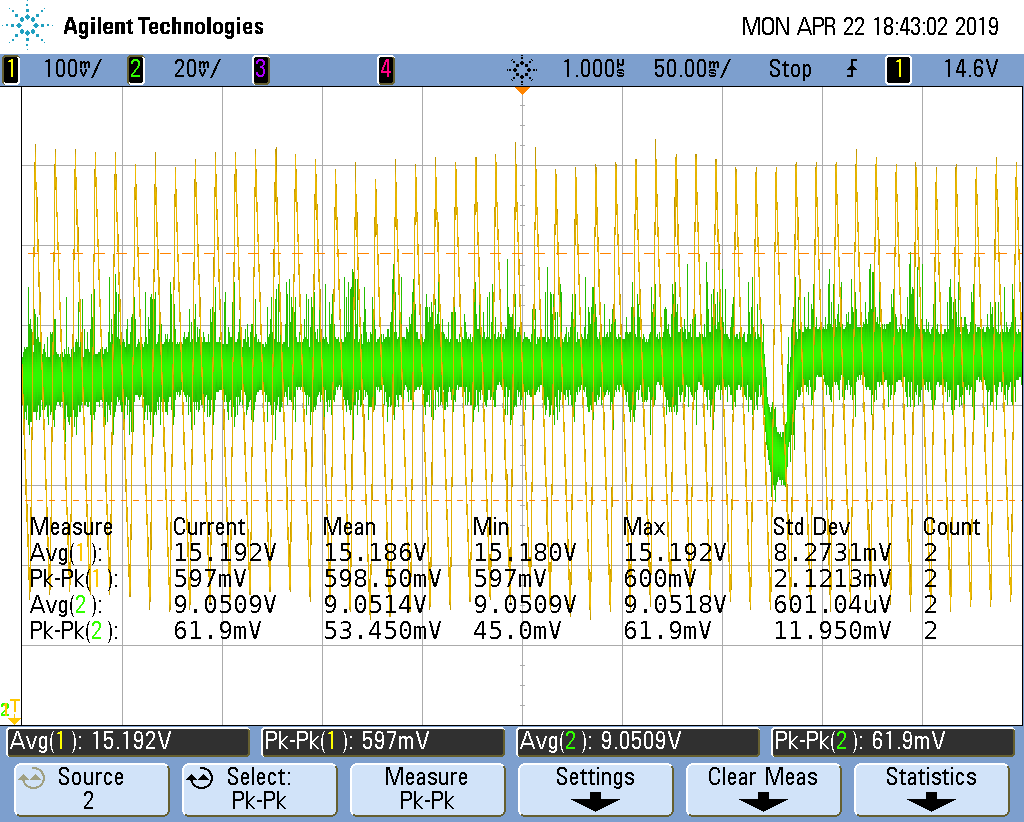 Agilent Technologies MON APR 22 18:43:02 2019
1 100mV/ 2 20mV/ 3 4 1.000s 50.00ms/ Stop 1 14.6V
Measure Current Mean Min Max Std Dev Count
Avg(1): 15.192V 15.186V 15.180V 15.192V 8.2731mV 2
Pk-Pk(1): 597mV 598.50mV 597mV 600mV 2.1213mV 2
Avg(2): 9.0509V 9.0514V 9.0509V 9.0518V 601.04uV 2
Pk-Pk(2): 61.9mV 53.450mV 45.0mV 61.9mV 11.950mV 2
2
Avg(1): 15.192V Pk-Pk(1): 597mV Avg(2): 9.0509V Pk-Pk(2): 61.9mV
Source Select: Measure Settings Clear Meas Statistics
2 Pk-Pk Pk-Pk